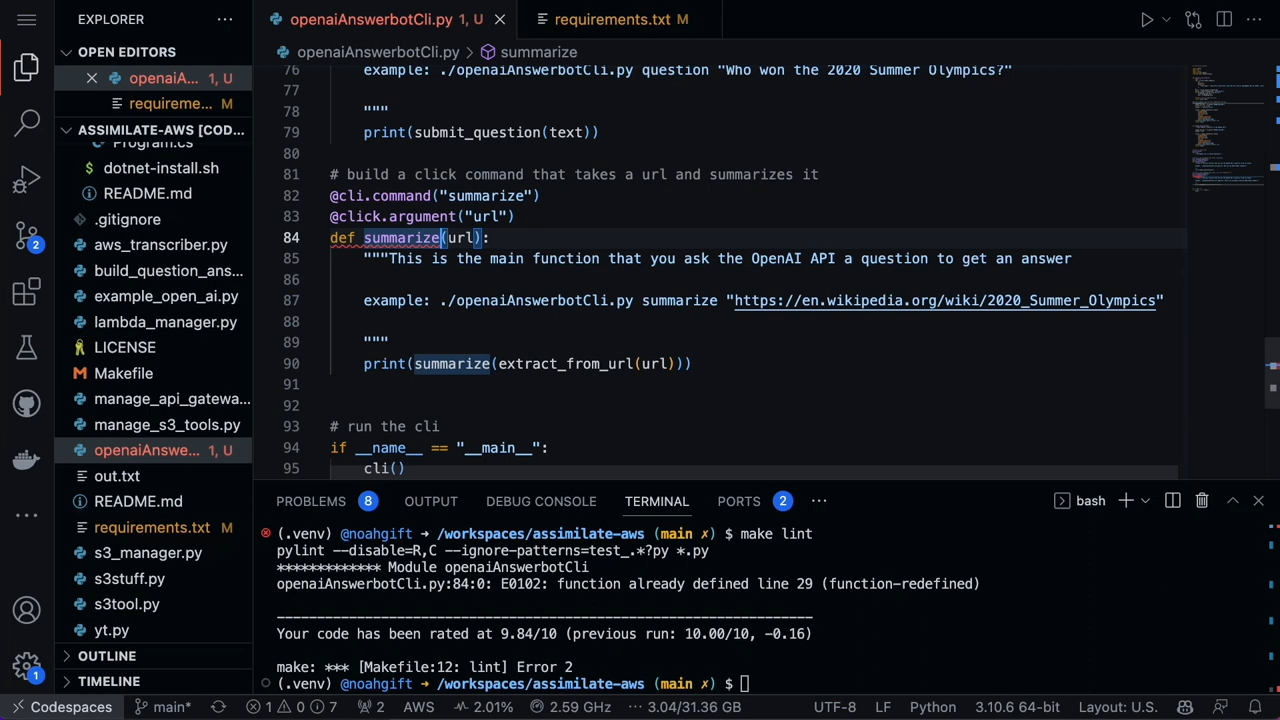 EXPLORER
OPEN EDITORS
openaiA... 1, U
requireme... M
ASSIMILATE-AWS [COD...
Program.cs
dotnet-install.sh
README.md
.gitignore
aws_transcriber.py
build_question_ans...
example_open_ai.py
lambda_manager.py
LICENSE
Makefile
manage_api_gatewa...
manage_s3_tools.py
openaiAnswe... 1, U
out.txt
README.md
requirements.txt M
s3_manager.py
s3stuff.py
s3tool.py
yt.py
OUTLINE
TIMELINE
2
1
openaiAnswerbotCli.py 1, U
requirements.txt M
openaiAnswerbotCli.py > summarize
76 example: ./openaiAnswerbotCli.py question "Who won the 2020 Summer Olympics?"
77
78 """
79 print(submit_question(text))
80
81 # build a click command that takes a url and summarizes it
82 @cli.command("summarize")
83 @click.argument("url")
84 def summarize(url):
85 """This is the main function that you ask the OpenAI API a question to get an answer
86
87 example: ./openaiAnswerbotCli.py summarize "https://en.wikipedia.org/wiki/2020_Summer_Olympics"
88
89 """
90 print(summarize(extract_from_url(url)))
91
92
93 # run the cli
94 if __name__ == "__main__":
95 cli()
PROBLEMS 8 OUTPUT DEBUG CONSOLE TERMINAL PORTS 2 ... bash
(.venv) @noahgift ➜ /workspaces/assimilate-aws (main ✗) $ make lint
pylint --disable=R,C --ignore-patterns=test_.*?py *.py
************* Module openaiAnswerbotCli
openaiAnswerbotCli.py:84:0: E0102: function already defined line 29 (function-redefined)
------------------------------------------------------------------
Your code has been rated at 9.84/10 (previous run: 10.00/10, -0.16)
make: *** [Makefile:12: lint] Error 2
(.venv) @noahgift ➜ /workspaces/assimilate-aws (main ✗) $
Codespaces main* 1 0 7 2 AWS 2.01% 2.59 GHz 3.04/31.36 GB UTF-8 LF Python 3.10.6 64-bit Layout: U.S.